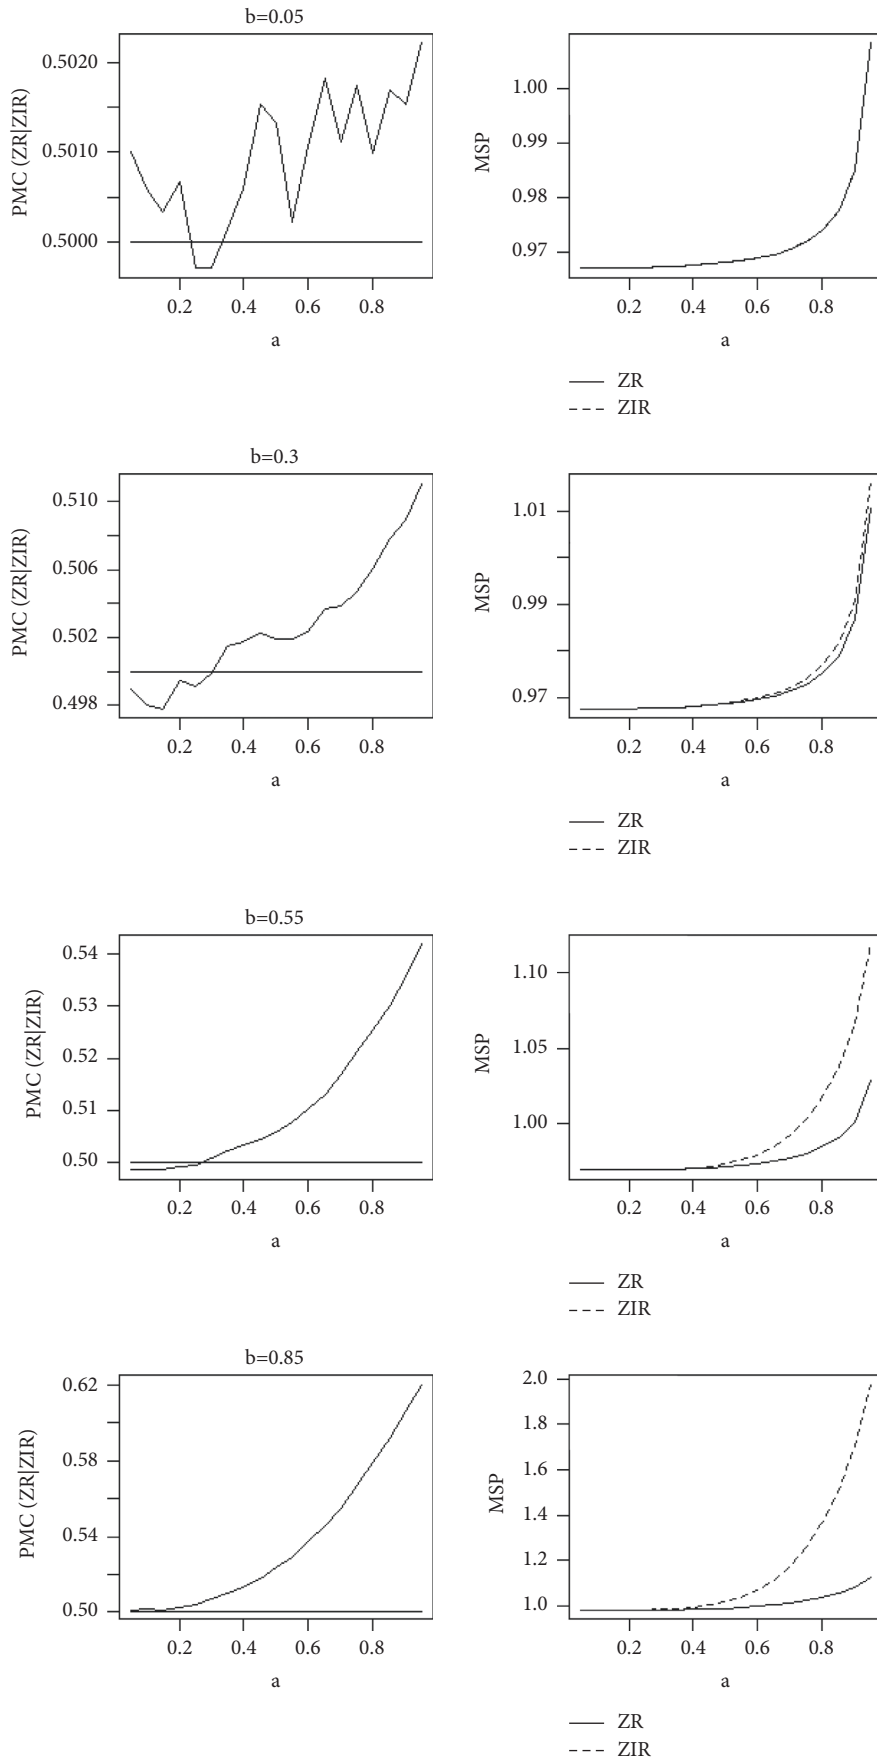 b=0.05
PMC (ZR|ZIR)
0.5020
0.5010
0.5000
0.2 0.4 0.6 0.8
a
MSP
1.00
0.99
0.98
0.97
0.2 0.4 0.6 0.8
a
ZR
ZIR
b=0.3
PMC (ZR|ZIR)
0.510
0.506
0.502
0.498
0.2 0.4 0.6 0.8
a
MSP
1.01
0.99
0.97
0.2 0.4 0.6 0.8
a
ZR
ZIR
b=0.55
PMC (ZR|ZIR)
0.54
0.53
0.52
0.51
0.50
0.2 0.4 0.6 0.8
a
MSP
1.10
1.05
1.00
0.2 0.4 0.6 0.8
a
ZR
ZIR
b=0.85
PMC (ZR|ZIR)
0.62
0.58
0.54
0.50
0.2 0.4 0.6 0.8
a
MSP
2.0
1.8
1.6
1.4
1.2
1.0
0.2 0.4 0.6 0.8
a
ZR
ZIR